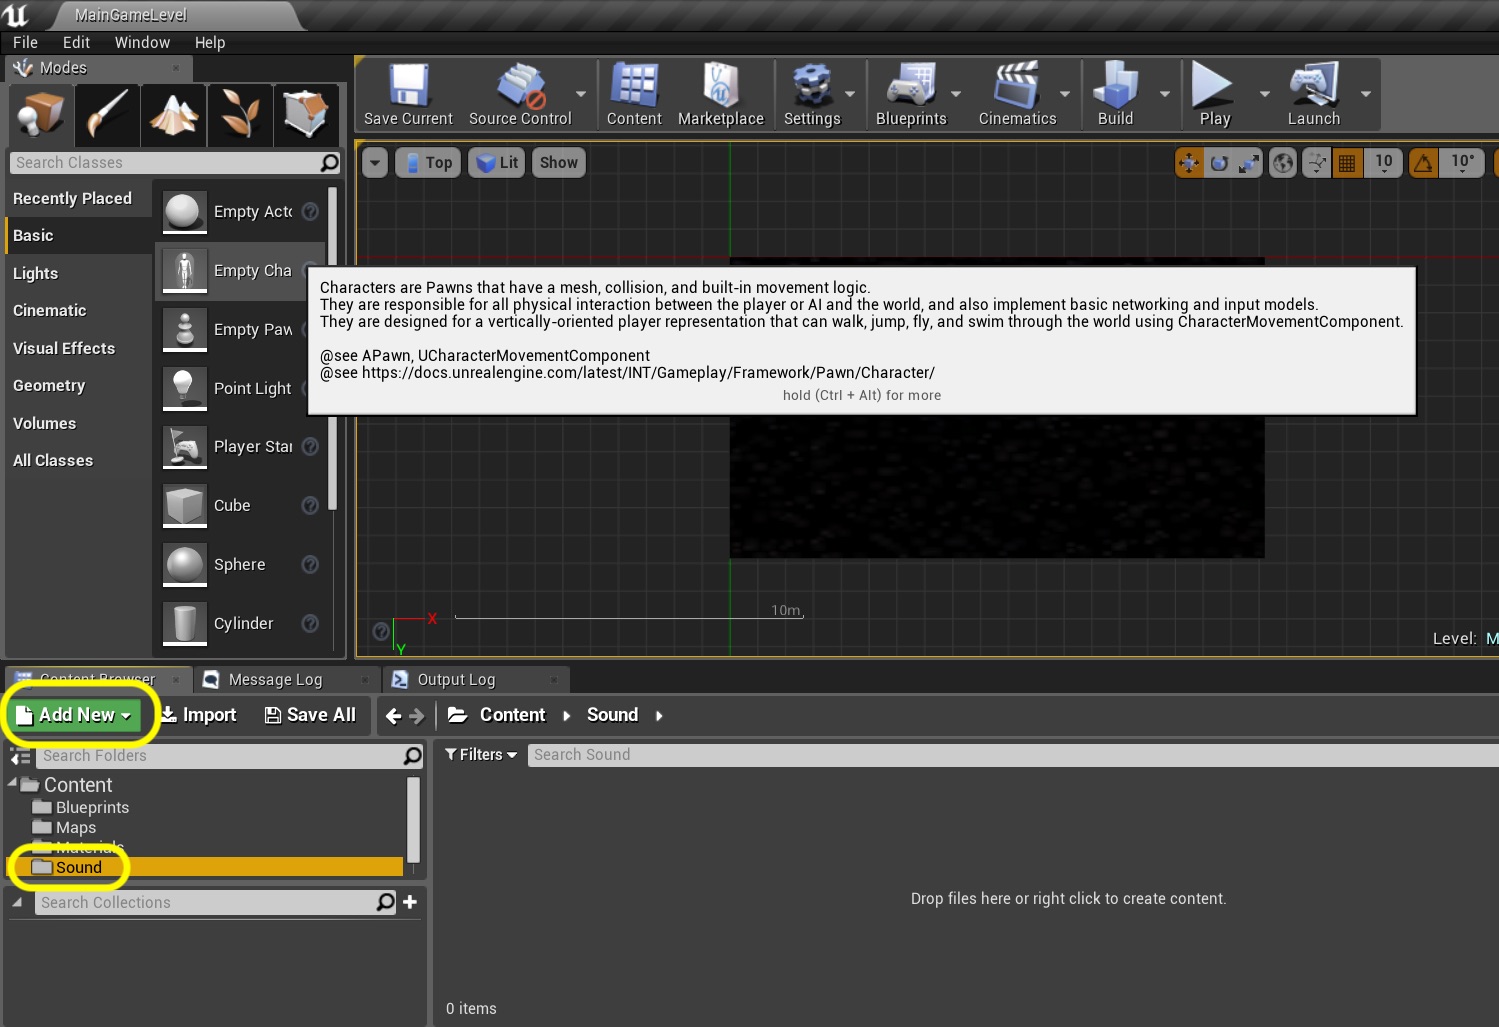 MainGameLevel
File Edit Window Help
Modes
Save Current Source Control Content Marketplace Settings Blueprints Cinematics Build Play Launch
Search Classes
Recently Placed
Basic
Lights
Cinematic
Visual Effects
Geometry
Volumes
All Classes
Empty Acto
Empty Cha
Empty Paw
Point Light
Player Star
Cube
Sphere
Cylinder
Top Lit Show
10 10°
Characters are Pawns that have a mesh, collision, and built-in movement logic.
They are responsible for all physical interaction between the player or AI and the world, and also implement basic networking and input models.
They are designed for a vertically-oriented player representation that can walk, jump, fly, and swim through the world using CharacterMovementComponent.
@see APawn, UCharacterMovementComponent
@see https://docs.unrealengine.com/latest/INT/Gameplay/Framework/Pawn/Character/
hold (Ctrl + Alt) for more
10m
X
Y
Level: M
Content Browser Message Log Output Log
Add New Import Save All Content Sound
Search Folders
Content
Blueprints
Maps
Materials
Sound
Search Collections
Filters Search Sound
Drop files here or right click to create content.
0 items